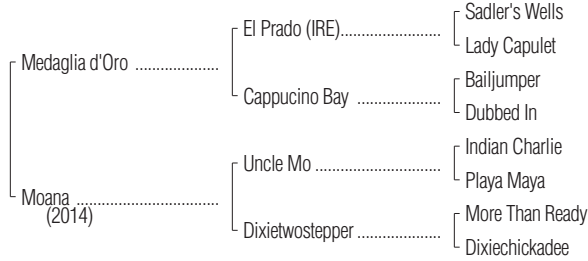 Sadler's Wells
El Prado (IRE)....................
Lady Capulet
Medaglia d'Oro ....................
Bailjumper
Cappucino Bay ..................
Dubbed In
Indian Charlie
Uncle Mo ..........................
Playa Maya
Moana ..................................
(2014)
More Than Ready
Dixietwostepper ..................
Dixiechickadee